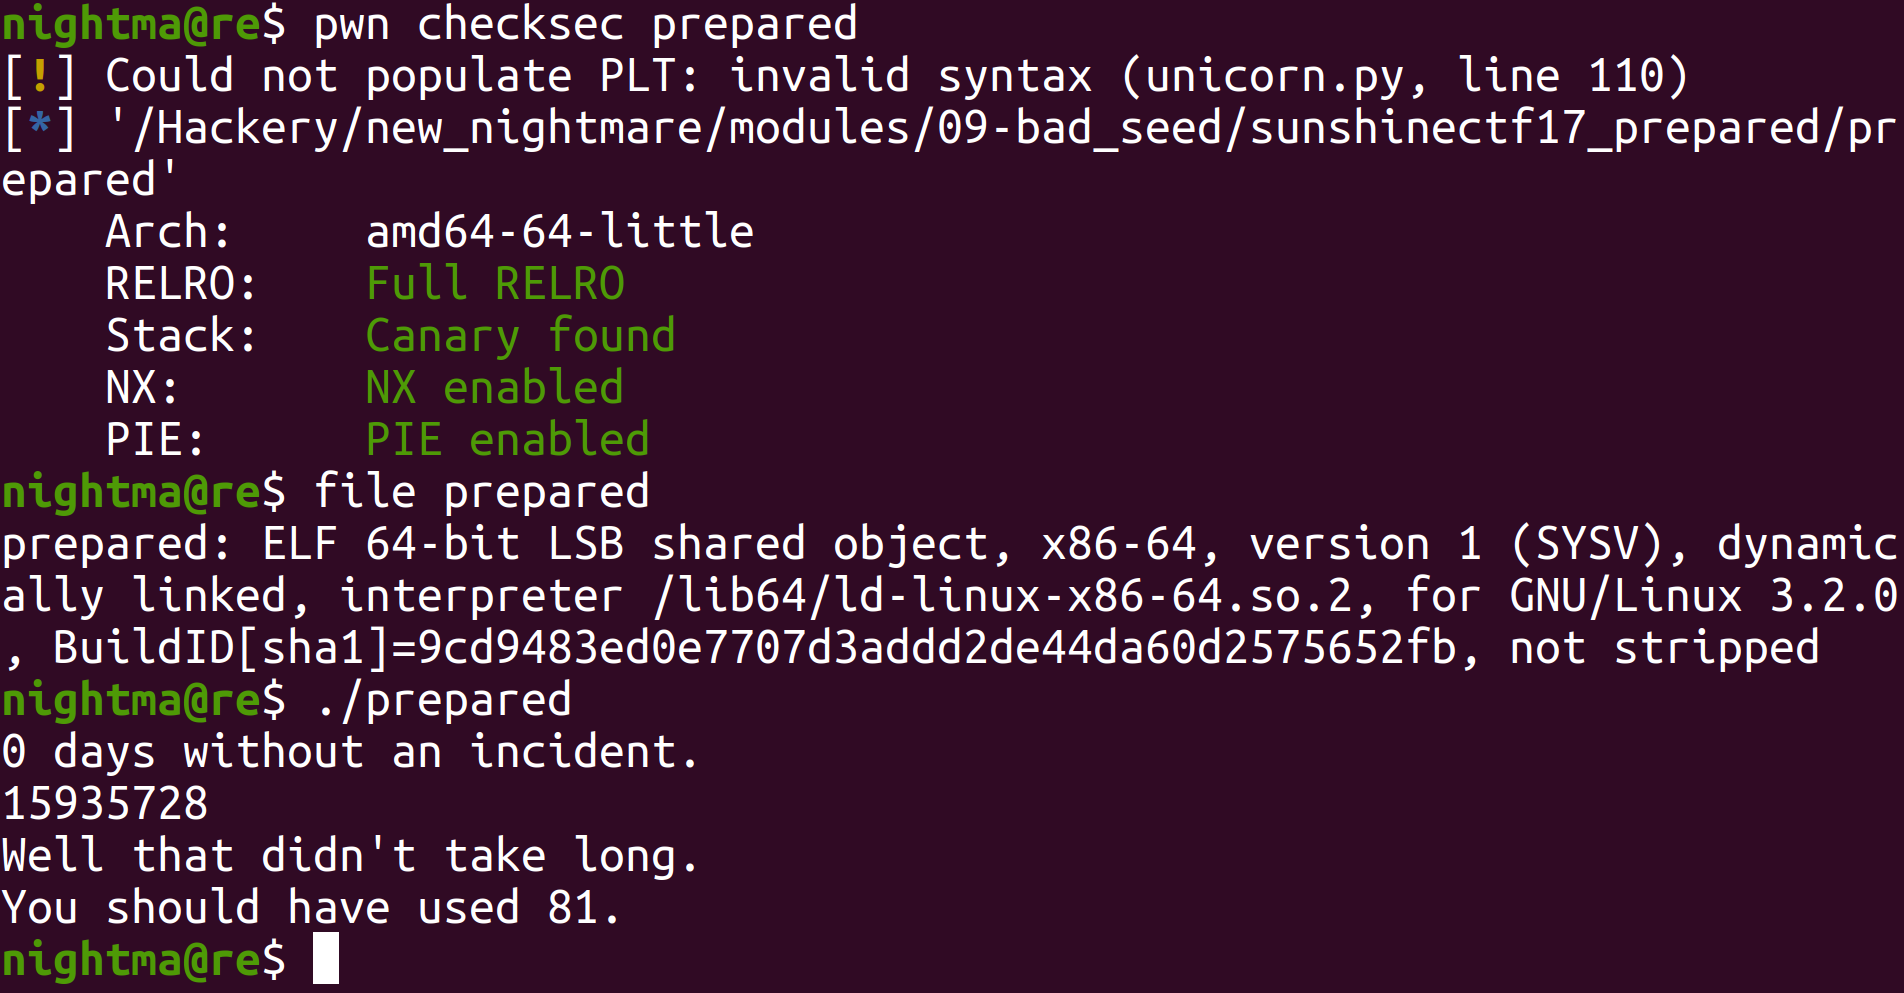 nightma@re$ pwn checksec prepared
[!] Could not populate PLT: invalid syntax (unicorn.py, line 110)
[*] '/Hackery/new_nightmare/modules/09-bad_seed/sunshinectf17_prepared/pr
epared'
    Arch:     amd64-64-little
    RELRO:    Full RELRO
    Stack:    Canary found
    NX:       NX enabled
    PIE:      PIE enabled
nightma@re$ file prepared
prepared: ELF 64-bit LSB shared object, x86-64, version 1 (SYSV), dynamic
ally linked, interpreter /lib64/ld-linux-x86-64.so.2, for GNU/Linux 3.2.0
, BuildID[sha1]=9cd9483ed0e7707d3addd2de44da60d2575652fb, not stripped
nightma@re$ ./prepared
0 days without an incident.
15935728
Well that didn't take long.
You should have used 81.
nightma@re$